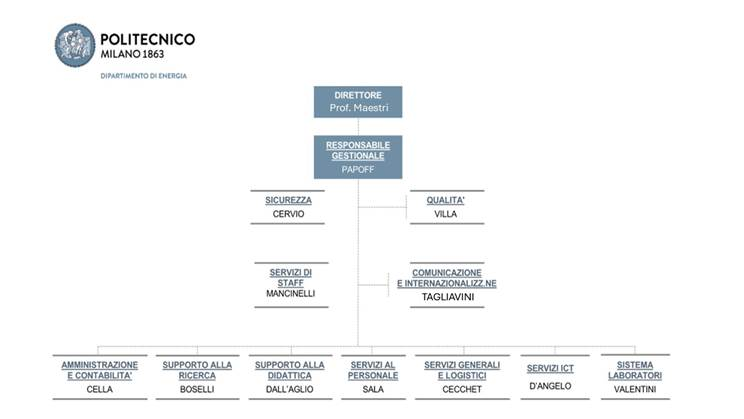 POLITECNICO
MILANO 1863
DIPARTIMENTO DI ENERGIA
DIRETTORE
Prof. Maestri
RESPONSABILE
GESTIONALE
PAPOFF
SICUREZZA
CERVIO
QUALITA'
VILLA
SERVIZI DI
STAFF
MANCINELLI
COMUNICAZIONE
E INTERNAZIONALIZZ.NE
TAGLIAVINI
AMMINISTRAZIONE
E CONTABILITA'
CELLA
SUPPORTO ALLA
RICERCA
BOSELLI
SUPPORTO ALLA
DIDATTICA
DALL'AGLIO
SERVIZI AL
PERSONALE
SALA
SERVIZI GENERALI
E LOGISTICI
CECCHET
SERVIZI ICT
D'ANGELO
SISTEMA
LABORATORI
VALENTINI